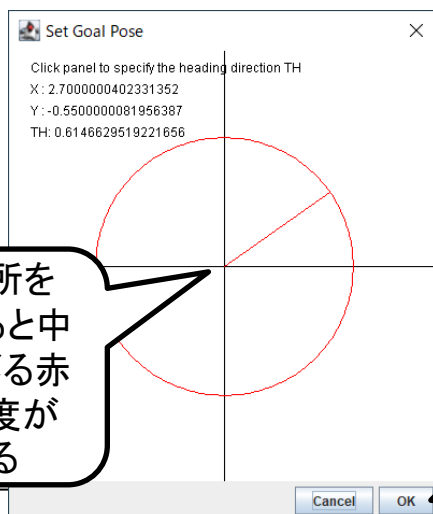 Set Goal Pose
Click panel to specify the heading direction TH
X : 2.7000000402331352
Y : -0.5500000081956387
TH: 0.6146629519221656
所を
ると中
る赤
度が
る
Cancel
OK